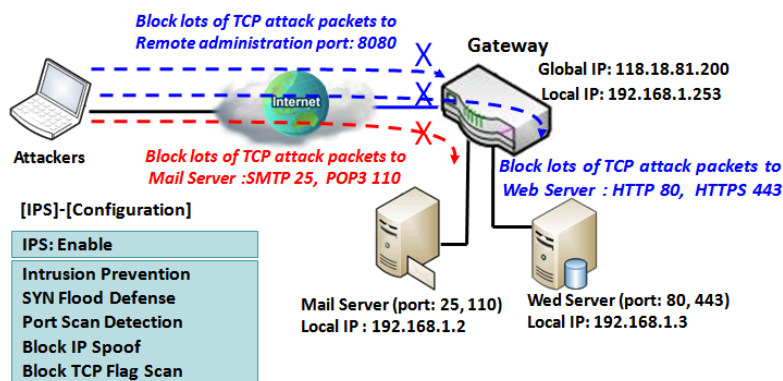 Block lots of TCP attack packets to
Remote administration port: 8080
Gateway
Global IP: 118.18.81.200
Local IP: 192.168.1.253
Internet
Attackers
Block lots of TCP attack packets to
Mail Server :SMTP 25, POP3 110
Block lots of TCP attack packets to
Web Server : HTTP 80, HTTPS 443
[IPS]-[Configuration]
IPS: Enable
Intrusion Prevention
SYN Flood Defense
Port Scan Detection
Block IP Spoof
Block TCP Flag Scan
Mail Server (port: 25, 110)
Local IP : 192.168.1.2
Wed Server (port: 80, 443)
Local IP: 192.168.1.3